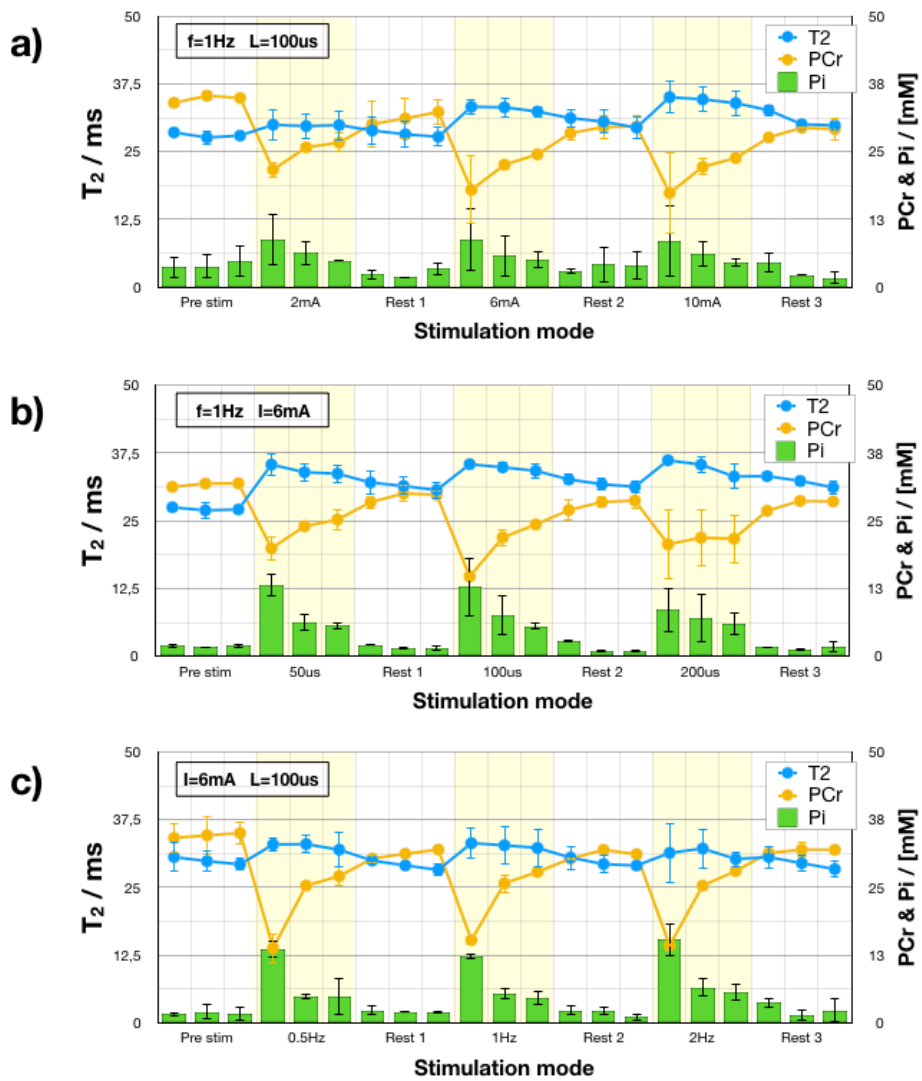 a)
f=1Hz L=100us
T2
PCr
Pi
T2 / ms
PCr & Pi / [mM]
50
37,5
25
12,5
0
50
38
25
13
0
Pre stim 2mA Rest 1 6mA Rest 2 10mA Rest 3
Stimulation mode
b)
f=1Hz I=6mA
T2
PCr
Pi
T2 / ms
PCr & Pi / [mM]
50
37,5
25
12,5
0
50
38
25
13
0
Pre stim 50us Rest 1 100us Rest 2 200us Rest 3
Stimulation mode
c)
I=6mA L=100us
T2
PCr
Pi
T2 / ms
PCr & Pi / [mM]
50
37,5
25
12,5
0
50
38
25
13
0
Pre stim 0.5Hz Rest 1 1Hz Rest 2 2Hz Rest 3
Stimulation mode